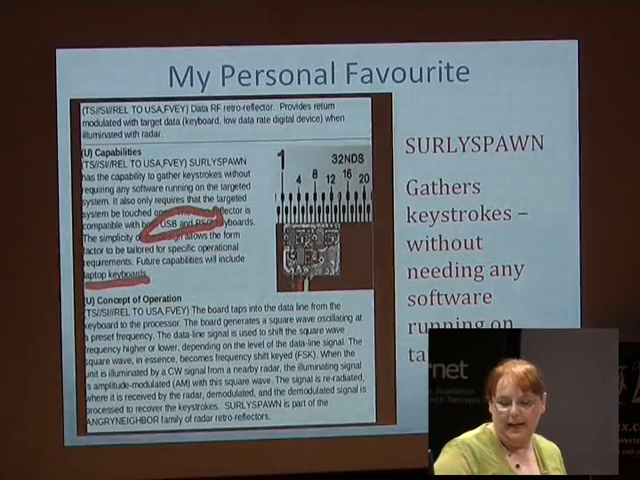 My Personal Favourite
(TS//SI//REL TO USA,FVEY) Data RF retro-reflector. Provides return
modulated with target data (keyboard, low data rate digital device) when
illuminated with radar.
(U) Capabilities
(TS//SI//REL TO USA,FVEY) SURLYSPAWN
has the capability to gather keystrokes without
requiring any software running on the targeted
system. It also only requires that the targeted
system be touched retro-reflector is
compatible with both USB and PS/2 keyboards.
The simplicity of design allows the form
factor to be tailored for specific operational
requirements. Future capabilities will include
laptop keyboards.
1 32NDS
4 8 12 16 20
(U) Concept of Operation
(TS//SI//REL TO USA,FVEY) The board taps into the data line from the
keyboard to the processor. The board generates a square wave oscillating at
a preset frequency. The data-line signal is used to shift the square wave
frequency higher or lower, depending on the level of the data-line signal. The
square wave, in essence, becomes frequency shift keyed (FSK). When the
unit is illuminated by a CW signal from a nearby radar, the illuminating signal
is amplitude-modulated (AM) with this square wave. The signal is re-radiated,
where it is received by the radar, demodulated, and the demodulated signal is
processed to recover the keystrokes. SURLYSPAWN is part of the
ANGRYNEIGHBOR family of radar retro-reflectors.
SURLYSPAWN
Gathers
keystrokes –
without
needing any
software
running on
ta